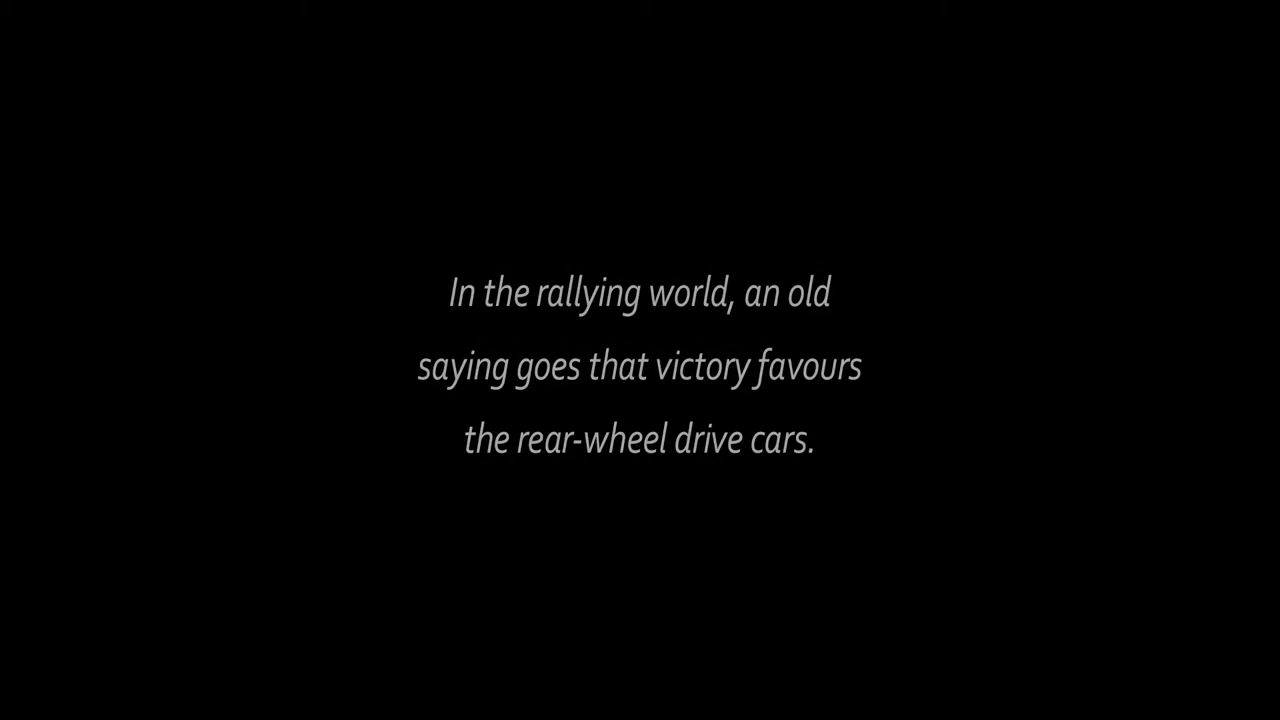 In the rallying world, an old
saying goes that victory favours
the rear-wheel drive cars.